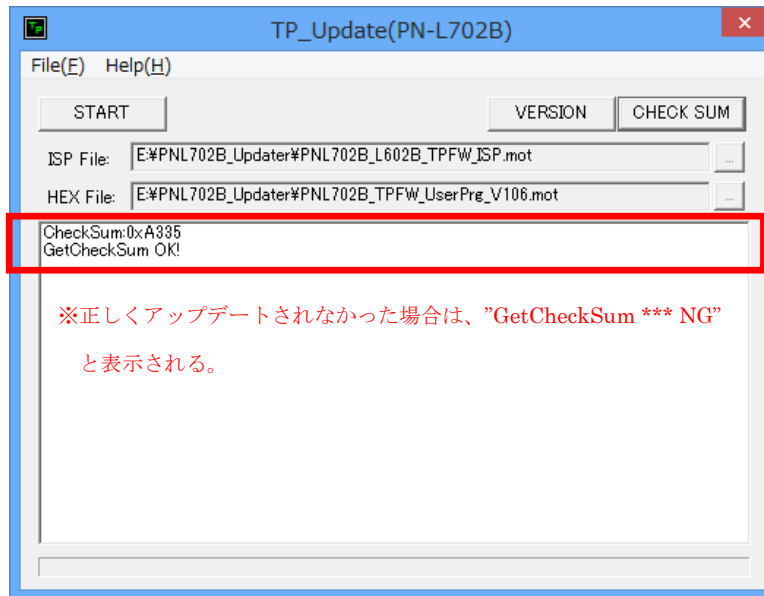 Tp
TP_Update(PN-L702B)
×
File(F) Help(H)
START VERSION CHECK SUM
ISP File: E:¥PNL702B_Updater¥PNL702B_L602B_TPFW_ISP.mot ...
HEX File: E:¥PNL702B_Updater¥PNL702B_TPFW_UserPrg_V106.mot ...
CheckSum:0xA335
GetCheckSum OK!
※正しくアップデートされなかった場合は、”GetCheckSum *** NG”
と表示される。